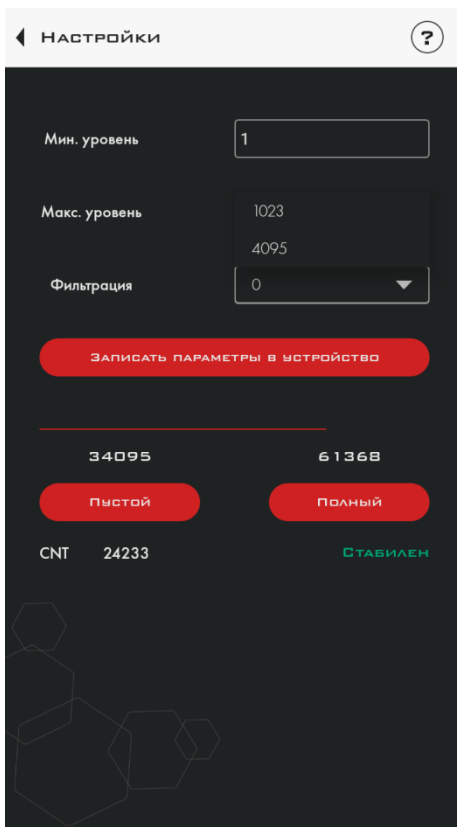 Настройки ?
Мин. уровень 1
Макс. уровень 1023
4095
Фильтрация 0
Записать параметры в устройство
34095 61368
Пустой Полный
CNT 24233 Стабилен